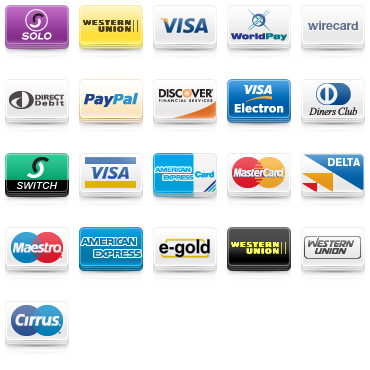 SOLO
WESTERN
UNION
VISA
WorldPay
wirecard
DIRECT
Debit
PayPal
DISCOVER
FINANCIAL SERVICES
VISA
Electron
Diners Club
SWITCH
VISA
AMERICAN
EXPRESS Card
MasterCard
DELTA
Maestro
AMERICAN
EXPRESS
e-gold
WESTERN
UNION
WESTERN
UNION
Cirrus